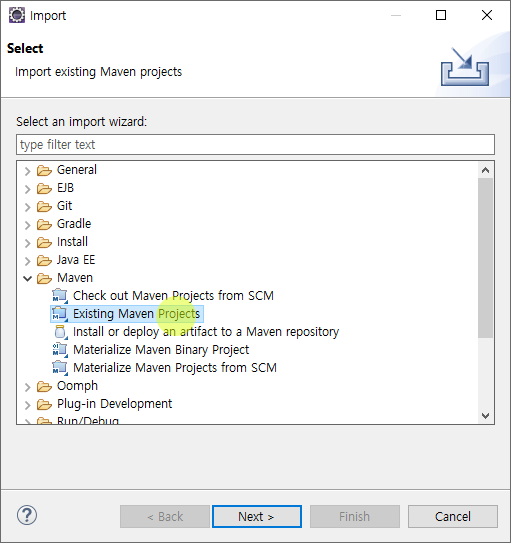 Import
Select
Import existing Maven projects
Select an import wizard:
type filter text
General
EJB
Git
Gradle
Install
Java EE
Maven
Check out Maven Projects from SCM
Existing Maven Projects
Install or deploy an artifact to a Maven repository
Materialize Maven Binary Project
Materialize Maven Projects from SCM
Oomph
Plug-in Development
Run/Debug
< Back
Next >
Finish
Cancel